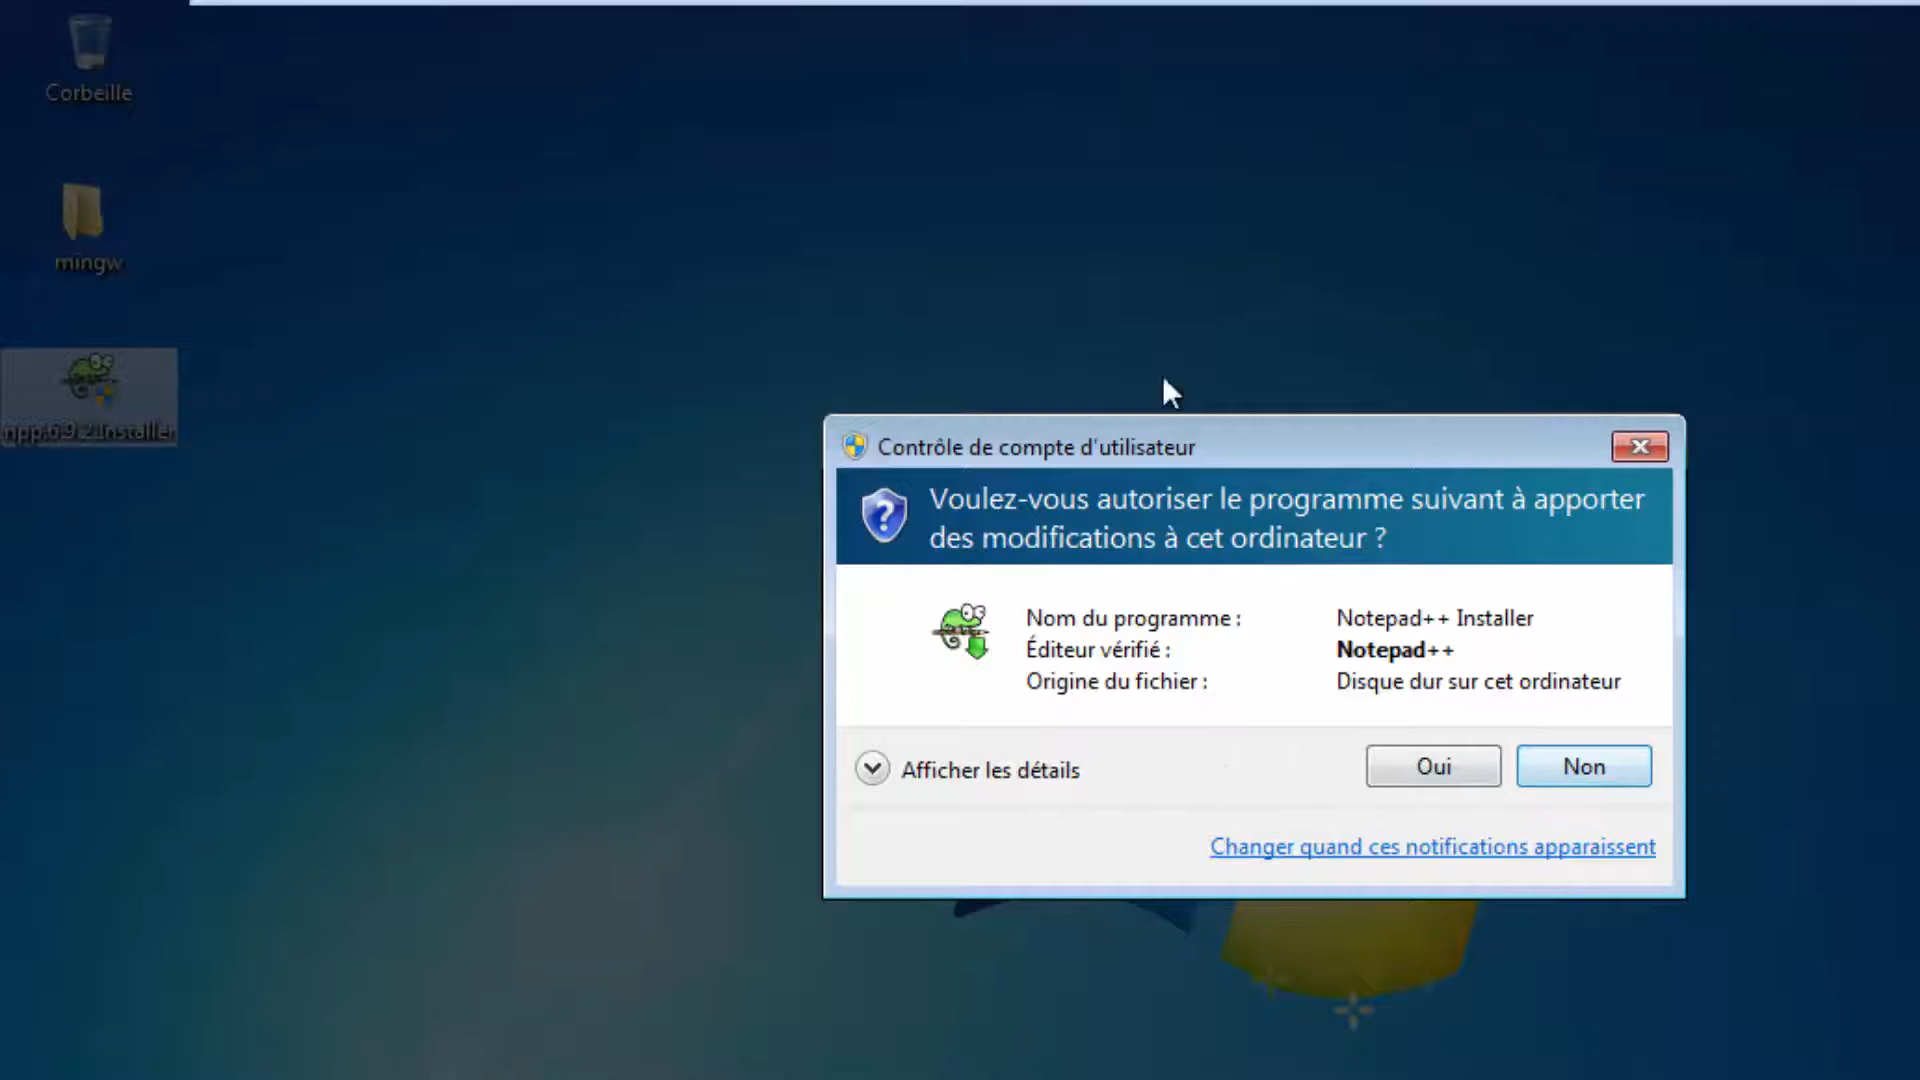 Corbeille
mingw
npp.6.9.2.Installer
Contrôle de compte d'utilisateur
Voulez-vous autoriser le programme suivant à apporter
des modifications à cet ordinateur ?
Nom du programme : Notepad++ Installer
Éditeur vérifié : Notepad++
Origine du fichier : Disque dur sur cet ordinateur
Afficher les détails
Oui
Non
Changer quand ces notifications apparaissent